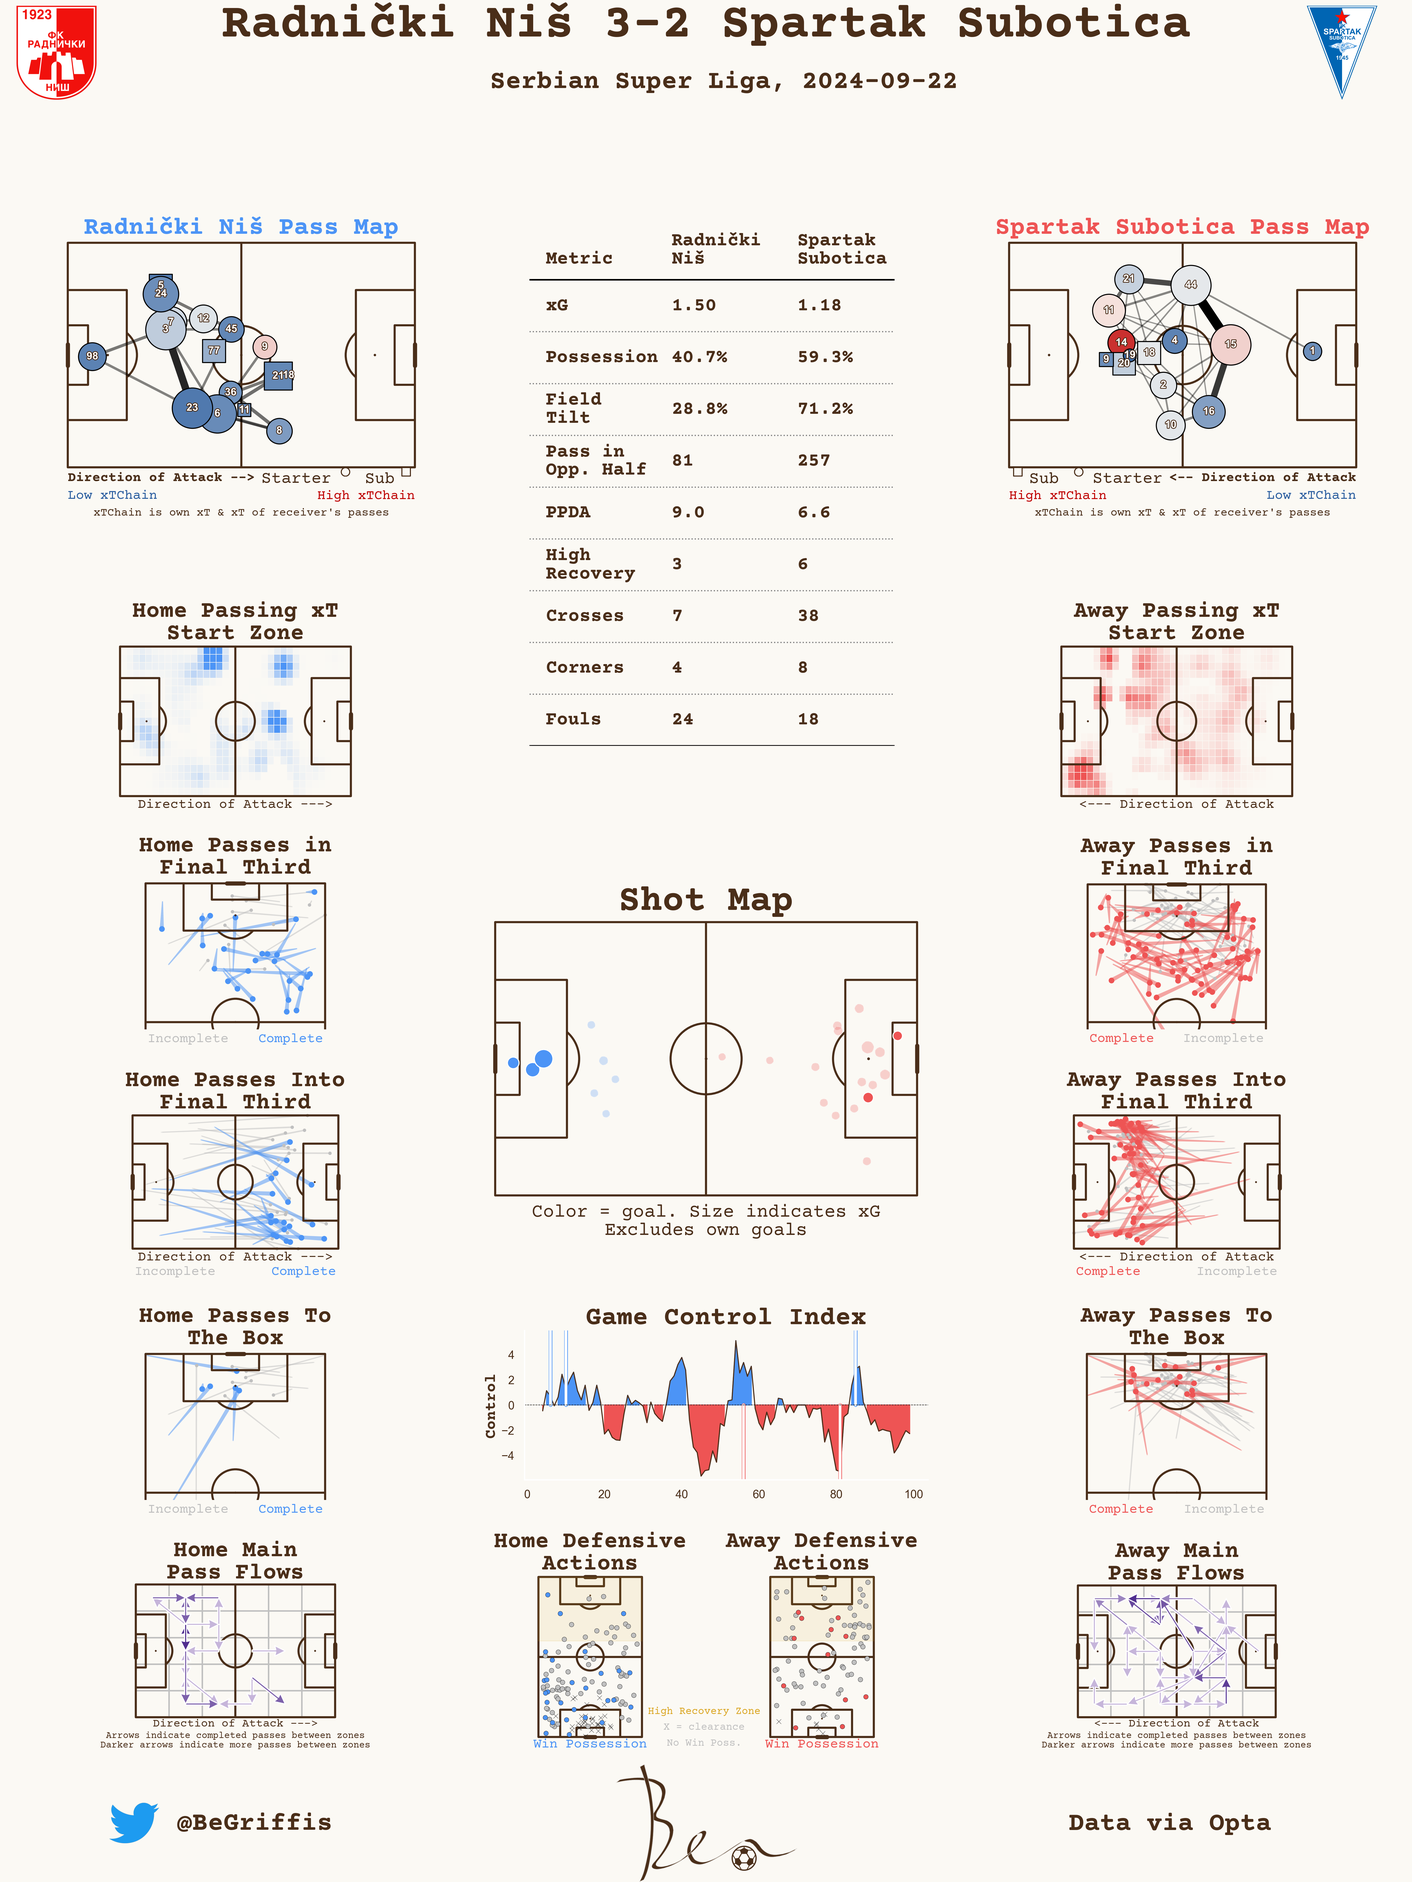 Radnički Niš 3-2 Spartak Subotica
Serbian Super Liga, 2024-09-22
1923
ФК
РАДНИЧКИ
НИШ
SPARTAK
SUBOTICA
1945
Radnički Niš Pass Map
5
24
7
3
12
45
77
9
98
21
18
36
23
6
11
8
Direction of Attack --> Starter Sub
Low xTChain High xTChain
xTChain is own xT & xT of receiver's passes
Metric Radnički Niš Spartak Subotica
xG 1.50 1.18
Possession 40.7% 59.3%
Field Tilt 28.8% 71.2%
Pass in Opp. Half 81 257
PPDA 9.0 6.6
High Recovery 3 6
Crosses 7 38
Corners 4 8
Fouls 24 18
Spartak Subotica Pass Map
21
44
11
14
4
15
1
9
19
20
18
2
10
16
Sub Starter <-- Direction of Attack
High xTChain Low xTChain
xTChain is own xT & xT of receiver's passes
Home Passing xT
Start Zone
Direction of Attack --->
Away Passing xT
Start Zone
<--- Direction of Attack
Home Passes in
Final Third
Incomplete Complete
Away Passes in
Final Third
Complete Incomplete
Shot Map
Color = goal. Size indicates xG
Excludes own goals
Home Passes Into
Final Third
Direction of Attack --->
Incomplete Complete
Away Passes Into
Final Third
<--- Direction of Attack
Complete Incomplete
Home Passes To
The Box
Incomplete Complete
Game Control Index
Control
4
2
0
−2
−4
0 20 40 60 80 100
Away Passes To
The Box
Complete Incomplete
Home Main
Pass Flows
Direction of Attack --->
Arrows indicate completed passes between zones
Darker arrows indicate more passes between zones
Home Defensive
Actions
Win Possession
High Recovery Zone
X = clearance
No Win Poss.
Away Defensive
Actions
Win Possession
Away Main
Pass Flows
<--- Direction of Attack
Arrows indicate completed passes between zones
Darker arrows indicate more passes between zones
@BeGriffis
Data via Opta